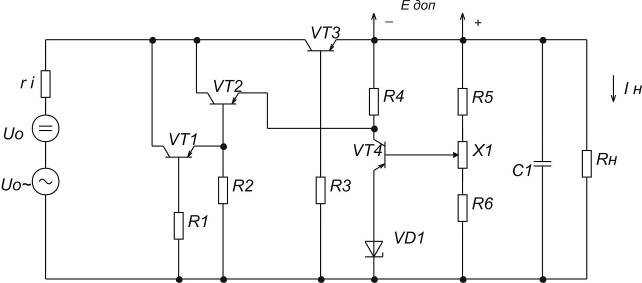 E доп
– +
VT3
r i
VT2
R4
R5
I н
Uo
VT1
VT4
X1
C1
Rн
Uo~
R2
R3
R1
R6
VD1